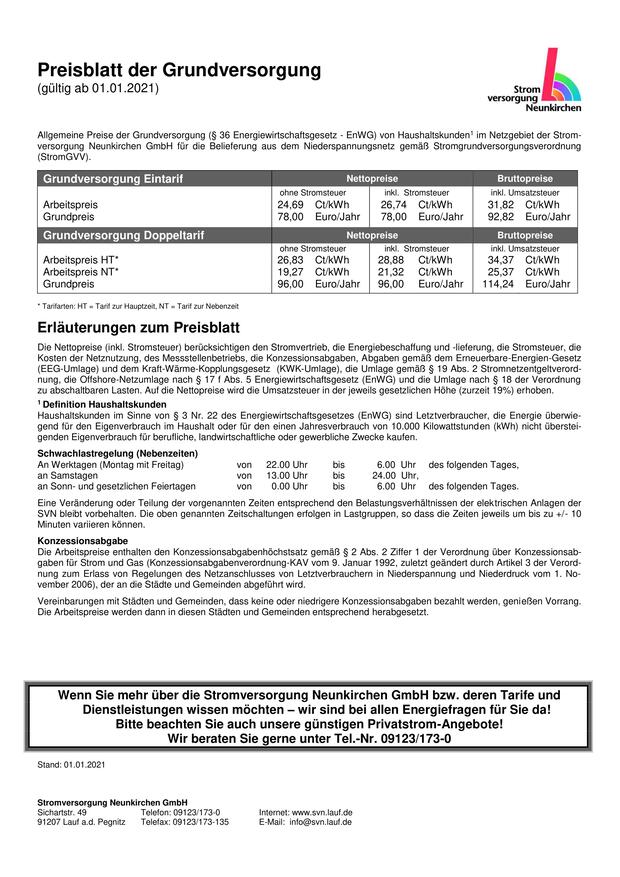 Preisblatt der Grundversorgung
(gültig ab 01.01.2021)
Strom
versorgung
Neunkirchen
Allgemeine Preise der Grundversorgung (§ 36 Energiewirtschaftsgesetz - EnWG) von Haushaltskunden¹ im Netzgebiet der Strom-
versorgung Neunkirchen GmbH für die Belieferung aus dem Niederspannungsnetz gemäß Stromgrundversorgungsverordnung
(StromGVV).
Grundversorgung Eintarif Nettopreise Bruttopreise
ohne Stromsteuer inkl. Stromsteuer inkl. Umsatzsteuer
Arbeitspreis 24,69 Ct/kWh 26,74 Ct/kWh 31,82 Ct/kWh
Grundpreis 78,00 Euro/Jahr 78,00 Euro/Jahr 92,82 Euro/Jahr
Grundversorgung Doppeltarif Nettopreise Bruttopreise
ohne Stromsteuer inkl. Stromsteuer inkl. Umsatzsteuer
Arbeitspreis HT* 26,83 Ct/kWh 28,88 Ct/kWh 34,37 Ct/kWh
Arbeitspreis NT* 19,27 Ct/kWh 21,32 Ct/kWh 25,37 Ct/kWh
Grundpreis 96,00 Euro/Jahr 96,00 Euro/Jahr 114,24 Euro/Jahr
* Tarifarten: HT = Tarif zur Hauptzeit, NT = Tarif zur Nebenzeit
Erläuterungen zum Preisblatt
Die Nettopreise (inkl. Stromsteuer) berücksichtigen den Stromvertrieb, die Energiebeschaffung und -lieferung, die Stromsteuer, die
Kosten der Netznutzung, des Messstellenbetriebs, die Konzessionsabgaben, Abgaben gemäß dem Erneuerbare-Energien-Gesetz
(EEG-Umlage) und dem Kraft-Wärme-Kopplungsgesetz (KWK-Umlage), die Umlage gemäß § 19 Abs. 2 Stromnetzentgeltverord-
nung, die Offshore-Netzumlage nach § 17 f Abs. 5 Energiewirtschaftsgesetz (EnWG) und die Umlage nach § 18 der Verordnung
zu abschaltbaren Lasten. Auf die Nettopreise wird die Umsatzsteuer in der jeweils gesetzlichen Höhe (zurzeit 19%) erhoben.
¹ Definition Haushaltskunden
Haushaltskunden im Sinne von § 3 Nr. 22 des Energiewirtschaftsgesetzes (EnWG) sind Letztverbraucher, die Energie überwie-
gend für den Eigenverbrauch im Haushalt oder für den einen Jahresverbrauch von 10.000 Kilowattstunden (kWh) nicht überstei-
genden Eigenverbrauch für berufliche, landwirtschaftliche oder gewerbliche Zwecke kaufen.
Schwachlastregelung (Nebenzeiten)
An Werktagen (Montag mit Freitag) von 22.00 Uhr bis 6.00 Uhr des folgenden Tages,
an Samstagen von 13.00 Uhr bis 24.00 Uhr,
an Sonn- und gesetzlichen Feiertagen von 0.00 Uhr bis 6.00 Uhr des folgenden Tages.
Eine Veränderung oder Teilung der vorgenannten Zeiten entsprechend den Belastungsverhältnissen der elektrischen Anlagen der
SVN bleibt vorbehalten. Die oben genannten Zeitschaltungen erfolgen in Lastgruppen, so dass die Zeiten jeweils um bis zu +/- 10
Minuten variieren können.
Konzessionsabgabe
Die Arbeitspreise enthalten den Konzessionsabgabenhöchstsatz gemäß § 2 Abs. 2 Ziffer 1 der Verordnung über Konzessionsab-
gaben für Strom und Gas (Konzessionsabgabenverordnung-KAV vom 9. Januar 1992, zuletzt geändert durch Artikel 3 der Verord-
nung zum Erlass von Regelungen des Netzanschlusses von Letztverbrauchern in Niederspannung und Niederdruck vom 1. No-
vember 2006), der an die Städte und Gemeinden abgeführt wird.
Vereinbarungen mit Städten und Gemeinden, dass keine oder niedrigere Konzessionsabgaben bezahlt werden, genießen Vorrang.
Die Arbeitspreise werden dann in diesen Städten und Gemeinden entsprechend herabgesetzt.
Wenn Sie mehr über die Stromversorgung Neunkirchen GmbH bzw. deren Tarife und
Dienstleistungen wissen möchten – wir sind bei allen Energiefragen für Sie da!
Bitte beachten Sie auch unsere günstigen Privatstrom-Angebote!
Wir beraten Sie gerne unter Tel.-Nr. 09123/173-0
Stand: 01.01.2021
Stromversorgung Neunkirchen GmbH
Sichartstr. 49 Telefon: 09123/173-0 Internet: www.svn.lauf.de
91207 Lauf a.d. Pegnitz Telefax: 09123/173-135 E-Mail: info@svn.lauf.de